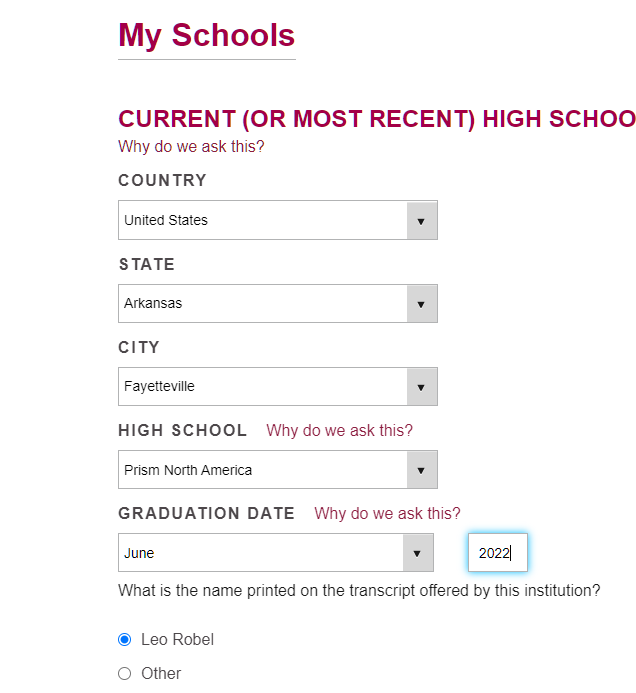 My Schools
CURRENT (OR MOST RECENT) HIGH SCHOO
Why do we ask this?
COUNTRY
United States
STATE
Arkansas
CITY
Fayetteville
HIGH SCHOOL Why do we ask this?
Prism North America
GRADUATION DATE Why do we ask this?
June 2022
What is the name printed on the transcript offered by this institution?
Leo Robel
Other